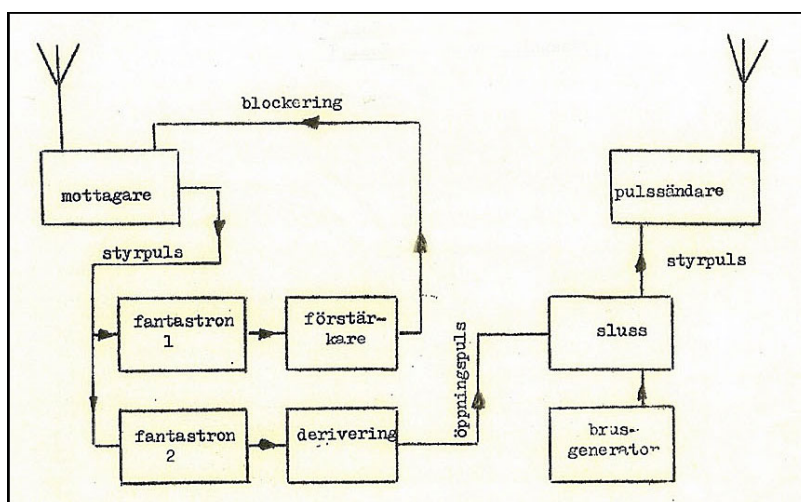 blockering
mottagare
pulssändare
styrpuls
styrpuls
fantastron
1
förstär-
kare
sluss
öppningspuls
fantastron
2
derivering
brus-
generator